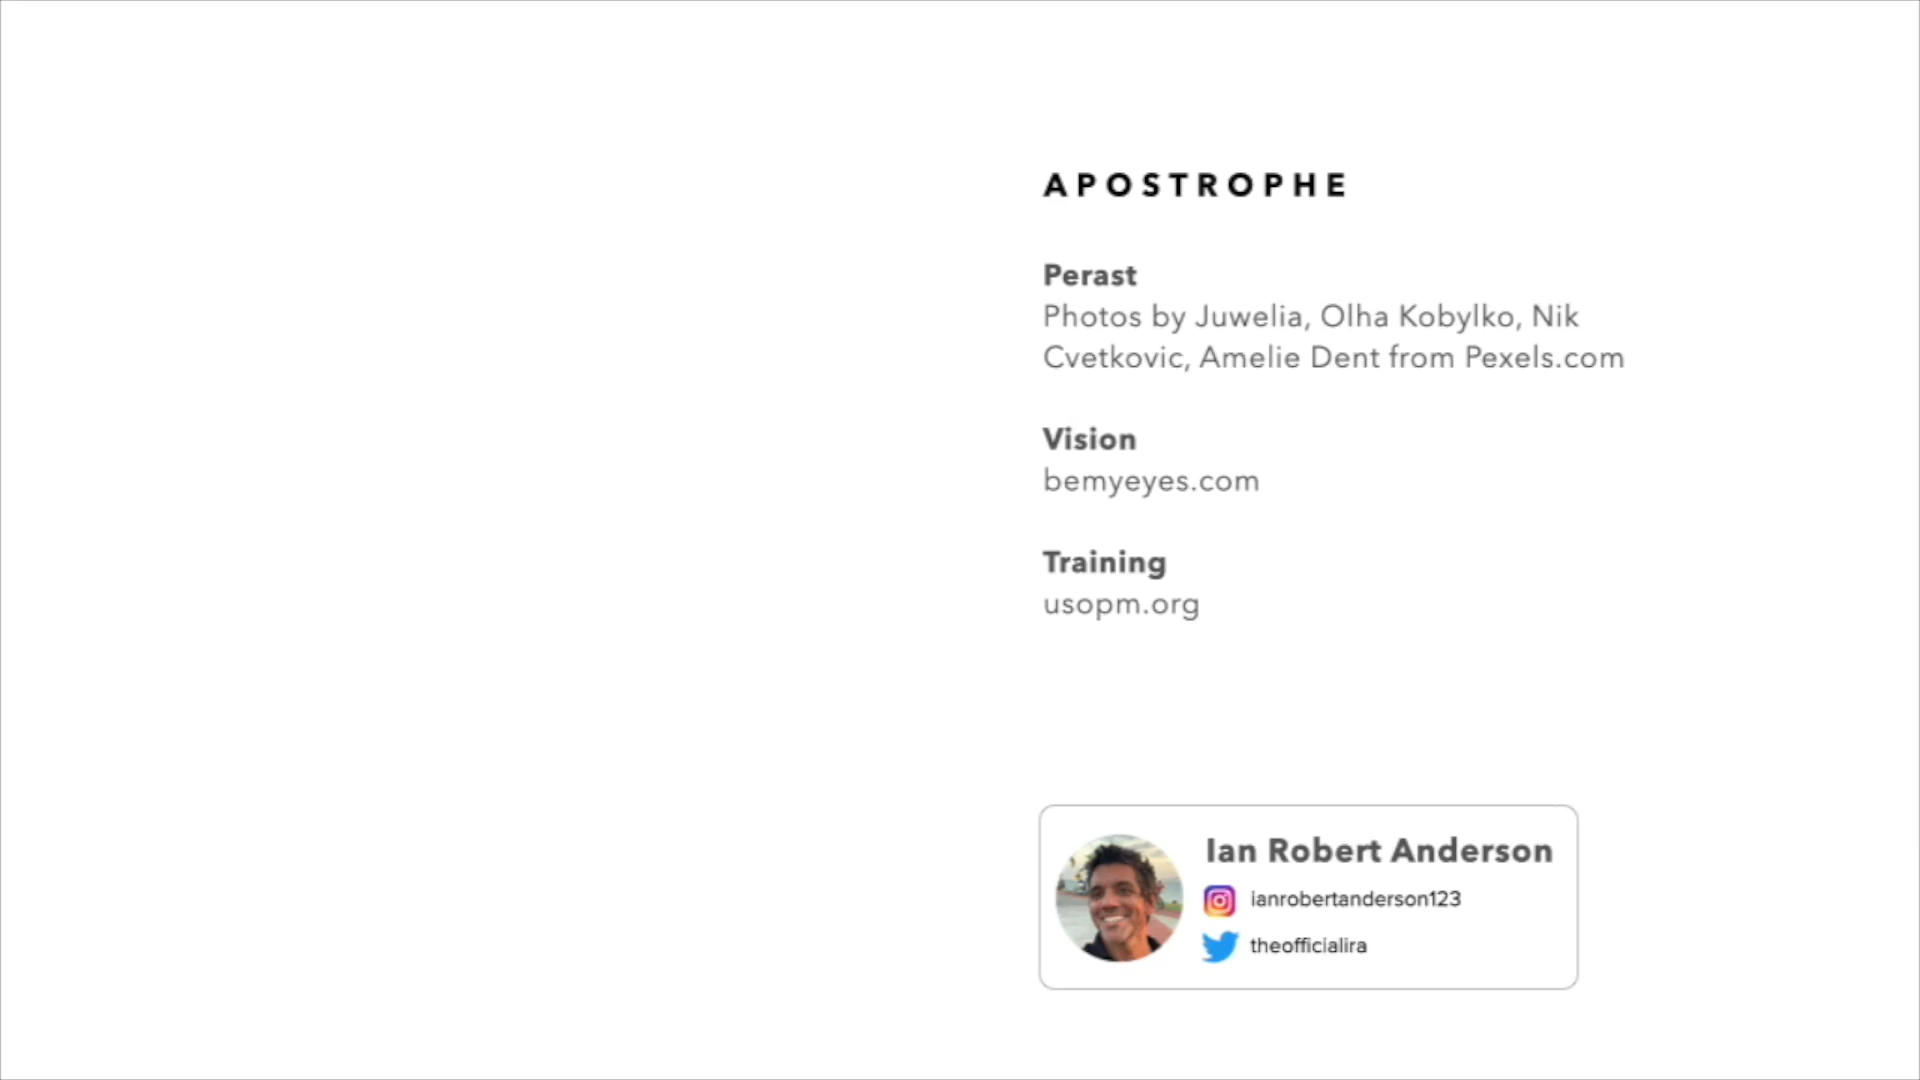 APOSTROPHE
Perast
Photos by Juwelia, Olha Kobylko, Nik
Cvetkovic, Amelie Dent from Pexels.com
Vision
bemyeyes.com
Training
usopm.org
Ian Robert Anderson
ianrobertanderson123
theofficialira